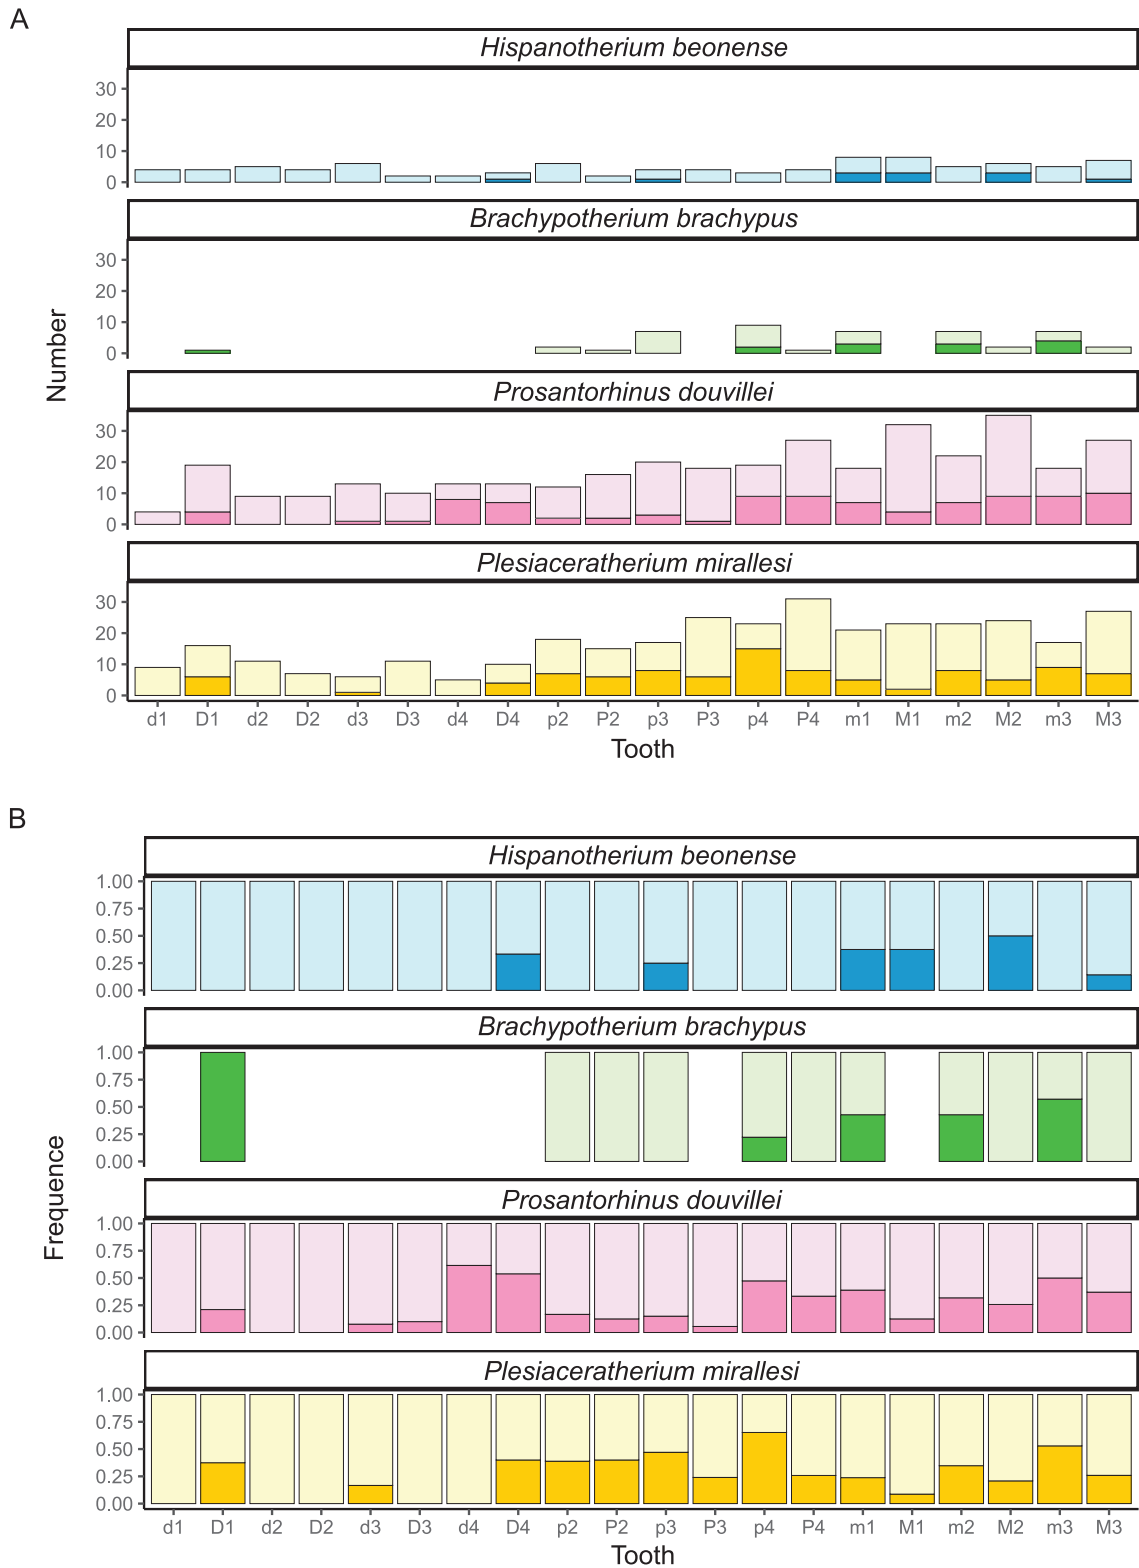 A
Hispanotherium beonense
30
20
10
0
Brachypotherium brachypus
30
20
10
0
Prosantorhinus douvillei
30
20
10
0
Plesiaceratherium mirallesi
30
20
10
0
Number
d1 D1 d2 D2 d3 D3 d4 D4 p2 P2 p3 P3 p4 P4 m1 M1 m2 M2 m3 M3
Tooth
B
Hispanotherium beonense
1.00
0.75
0.50
0.25
0.00
Brachypotherium brachypus
1.00
0.75
0.50
0.25
0.00
Prosantorhinus douvillei
1.00
0.75
0.50
0.25
0.00
Plesiaceratherium mirallesi
1.00
0.75
0.50
0.25
0.00
Frequence
d1 D1 d2 D2 d3 D3 d4 D4 p2 P2 p3 P3 p4 P4 m1 M1 m2 M2 m3 M3
Tooth